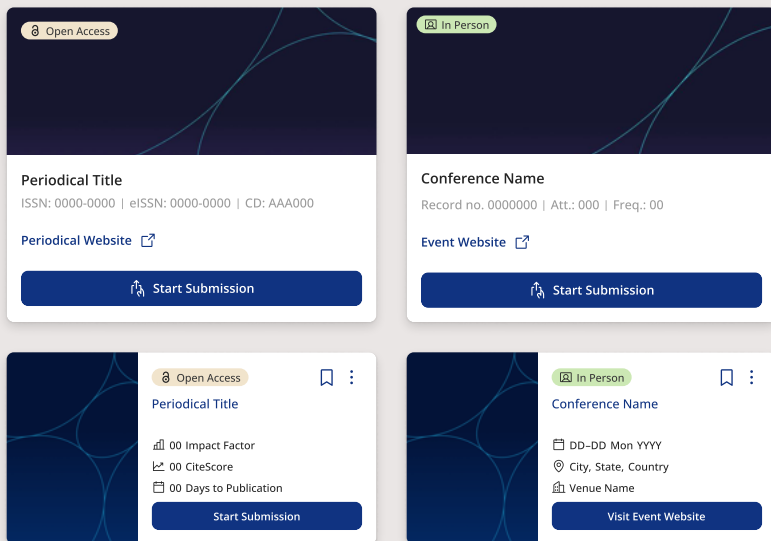 Open Access
Periodical Title
ISSN: 0000-0000 | eISSN: 0000-0000 | CD: AAA000
Periodical Website
Start Submission
In Person
Conference Name
Record no. 0000000 | Att.: 000 | Freq.: 00
Event Website
Start Submission
Open Access
Periodical Title
00 Impact Factor
00 CiteScore
00 Days to Publication
Start Submission
In Person
Conference Name
DD–DD Mon YYYY
City, State, Country
Venue Name
Visit Event Website